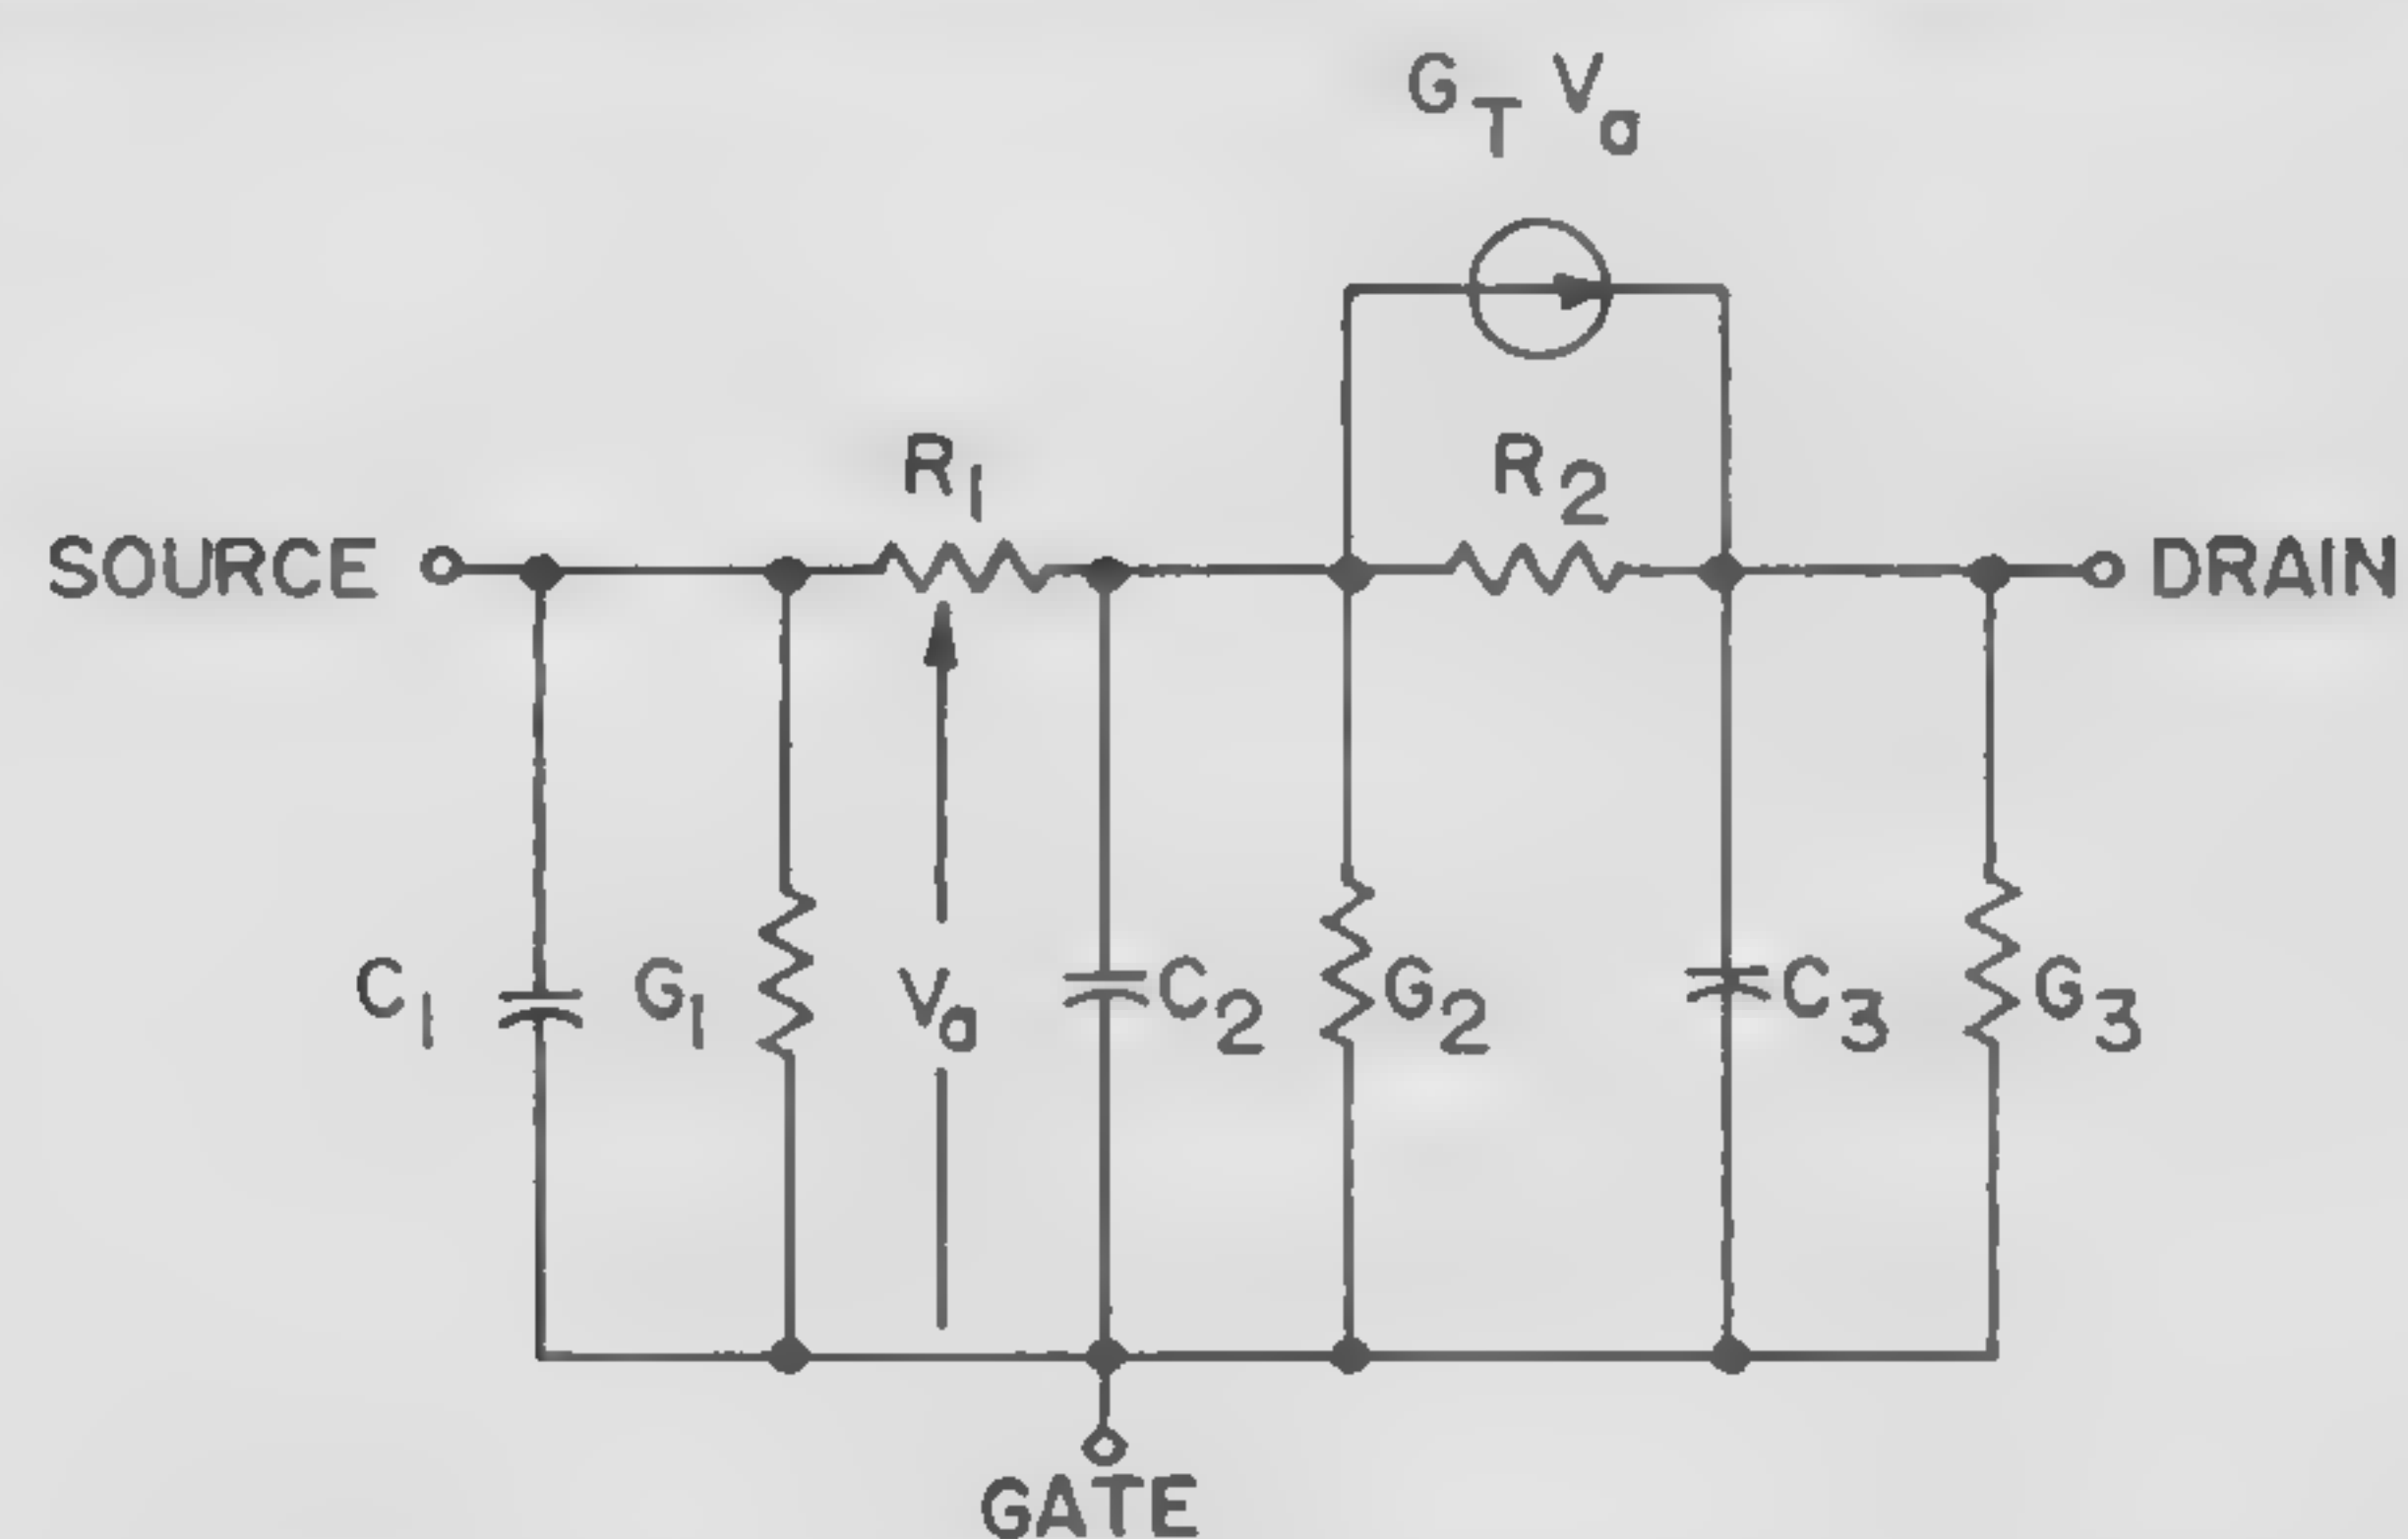 G_T V_a
R_1
R_2
SOURCE
DRAIN
C_1
G_1
V_a
C_2
G_2
C_3
G_3
GATE